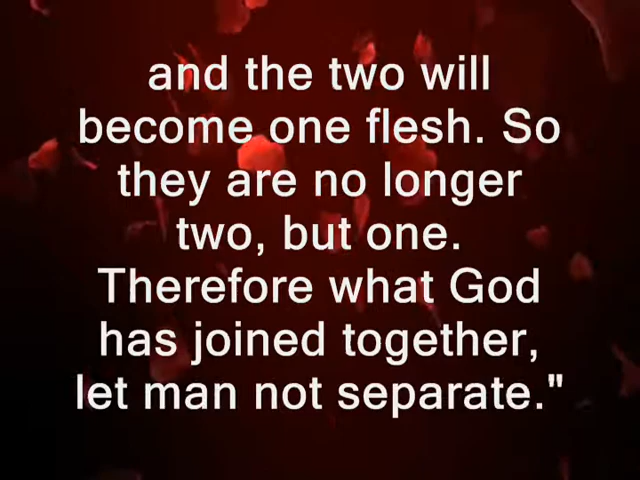 and the two will
become one flesh. So
they are no longer
two, but one.
Therefore what God
has joined together,
let man not separate."